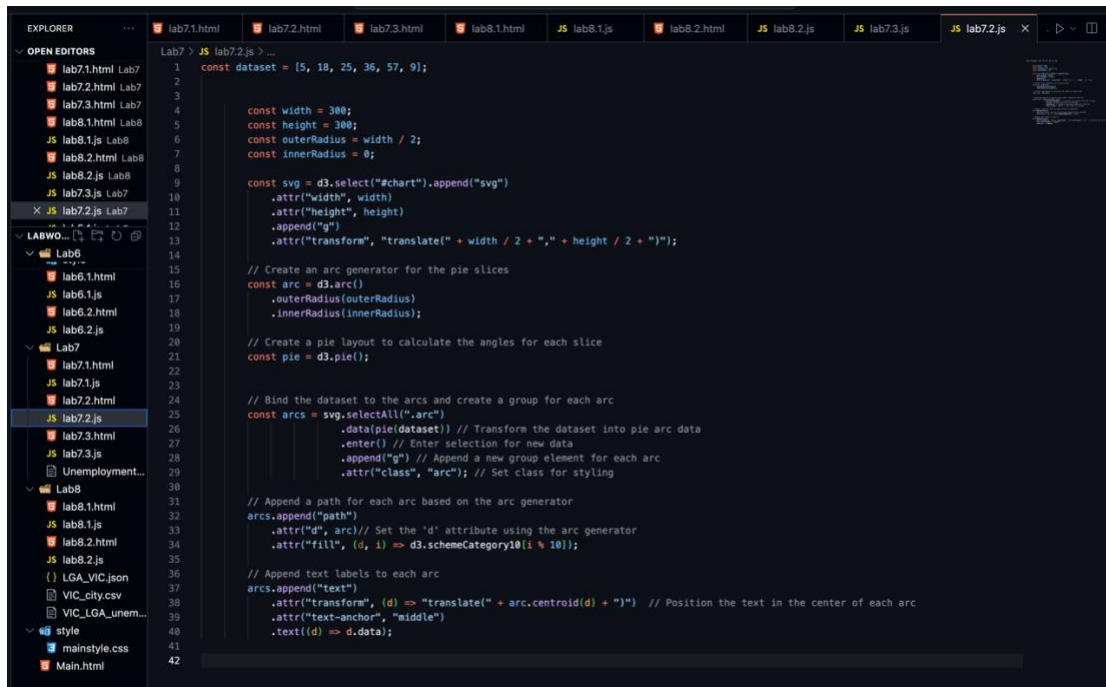 EXPLORER
lab7.1.html
lab7.2.html
lab7.3.html
lab8.1.html
JS lab8.1.js
lab8.2.html
JS lab8.2.js
JS lab7.3.js
JS lab7.2.js
OPEN EDITORS
lab7.1.html Lab7
lab7.2.html Lab7
lab7.3.html Lab7
lab8.1.html Lab8
JS lab8.1.js Lab8
lab8.2.html Lab8
JS lab8.2.js Lab8
JS lab7.3.js Lab7
JS lab7.2.js Lab7
LABWO...
Lab6
lab6.1.html
JS lab6.1.js
lab6.2.html
JS lab6.2.js
Lab7
lab7.1.html
JS lab7.1.js
lab7.2.html
JS lab7.2.js
lab7.3.html
JS lab7.3.js
Unemployment...
Lab8
lab8.1.html
JS lab8.1.js
lab8.2.html
JS lab8.2.js
{} LGA_VIC.json
VIC_city.csv
VIC_LGA_unem...
style
mainstyle.css
Main.html
Lab7 > JS lab7.2.js > ...
1 const dataset = [5, 18, 25, 36, 57, 9];
2
3
4 const width = 300;
5 const height = 300;
6 const outerRadius = width / 2;
7 const innerRadius = 0;
8
9 const svg = d3.select("#chart").append("svg")
10 .attr("width", width)
11 .attr("height", height)
12 .append("g")
13 .attr("transform", "translate(" + width / 2 + "," + height / 2 + ")");
14
15 // Create an arc generator for the pie slices
16 const arc = d3.arc()
17 .outerRadius(outerRadius)
18 .innerRadius(innerRadius);
19
20 // Create a pie layout to calculate the angles for each slice
21 const pie = d3.pie();
22
23
24 // Bind the dataset to the arcs and create a group for each arc
25 const arcs = svg.selectAll(".arc")
26 .data(pie(dataset)) // Transform the dataset into pie arc data
27 .enter() // Enter selection for new data
28 .append("g") // Append a new group element for each arc
29 .attr("class", "arc"); // Set class for styling
30
31 // Append a path for each arc based on the arc generator
32 arcs.append("path")
33 .attr("d", arc)// Set the 'd' attribute using the arc generator
34 .attr("fill", (d, i) => d3.schemeCategory10[i % 10]);
35
36 // Append text labels to each arc
37 arcs.append("text")
38 .attr("transform", (d) => "translate(" + arc.centroid(d) + ")") // Position the text in the center of each arc
39 .attr("text-anchor", "middle")
40 .text((d) => d.data);
41
42